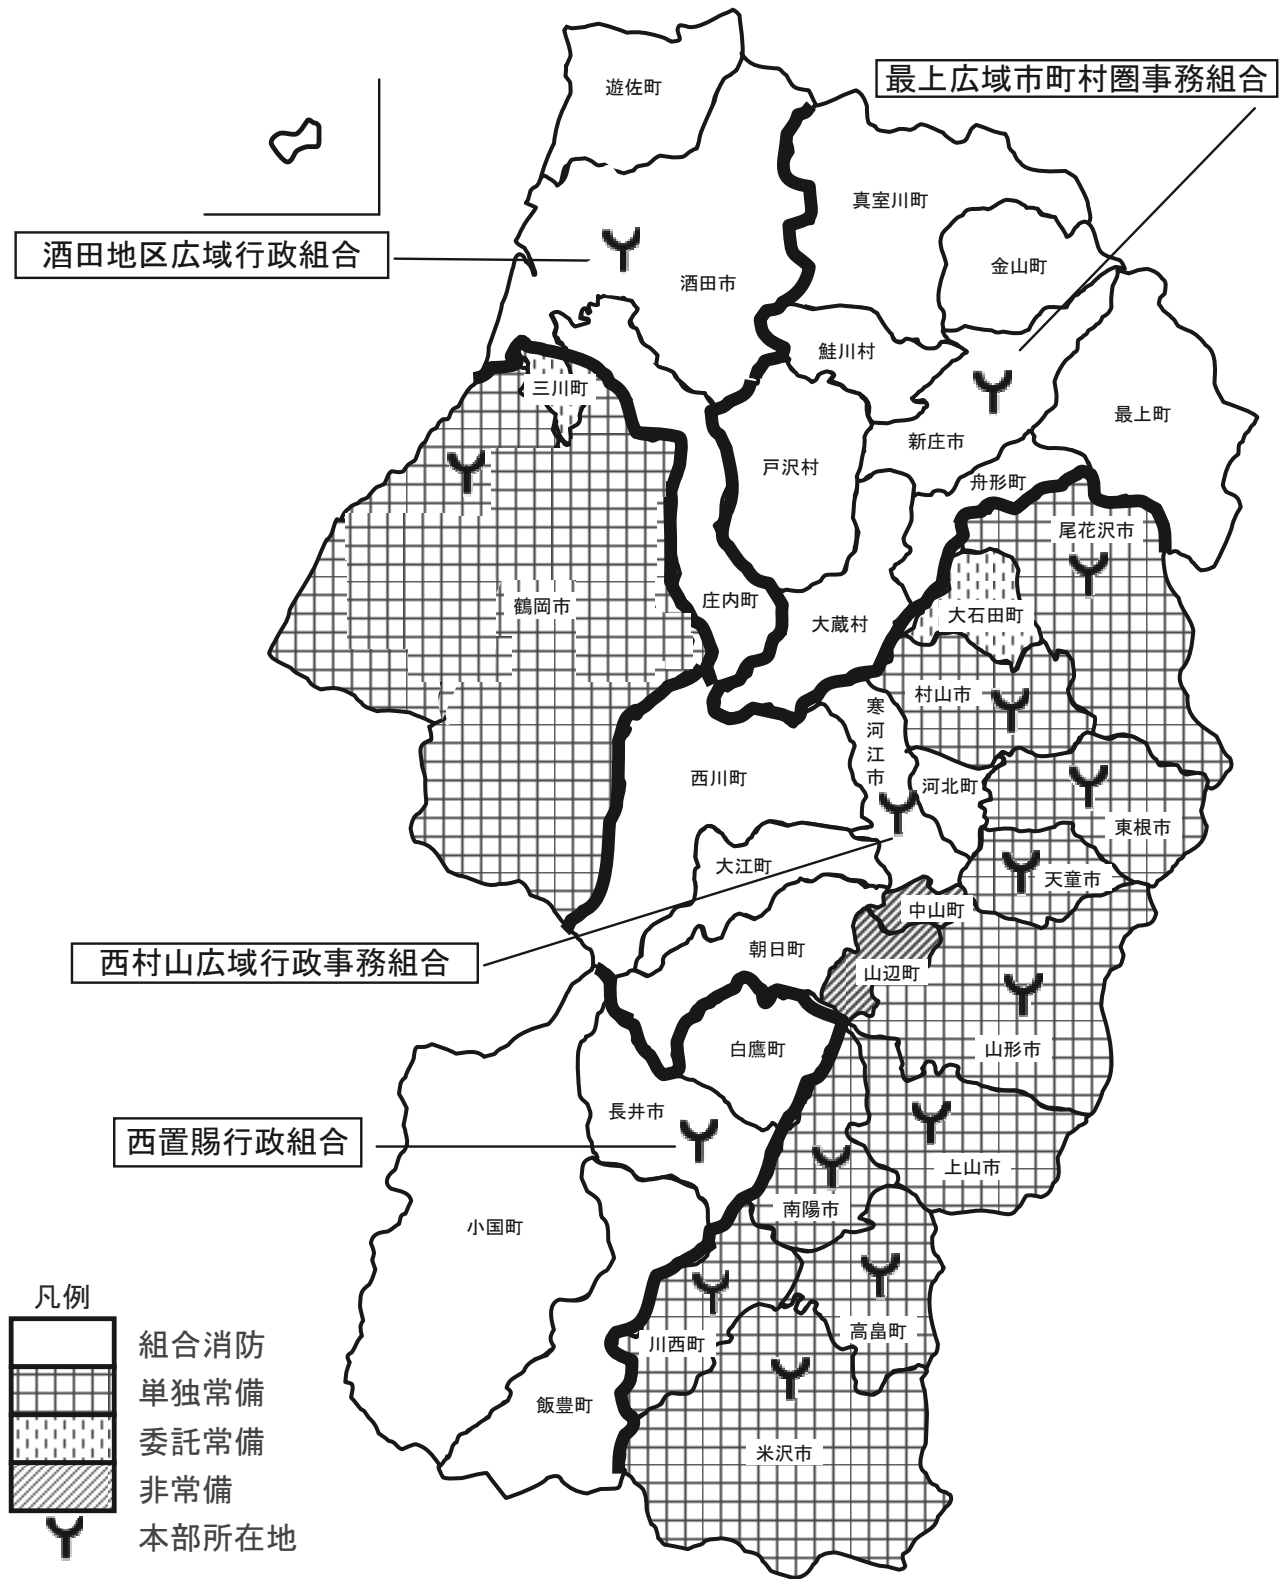 遊佐町
最上広域市町村圏事務組合
真室川町
酒田地区広域行政組合
金山町
酒田市
鮭川村
三川町
最上町
新庄市
戸沢村
舟形町
尾花沢市
鶴岡市
庄内町
大蔵村
大石田町
村山市
寒河江市
西川町
河北町
東根市
大江町
天童市
中山町
朝日町
西村山広域行政事務組合
山辺町
白鷹町
山形市
長井市
西置賜行政組合
上山市
南陽市
小国町
高畠町
川西町
飯豊町
米沢市
凡例
組合消防
単独常備
委託常備
非常備
本部所在地